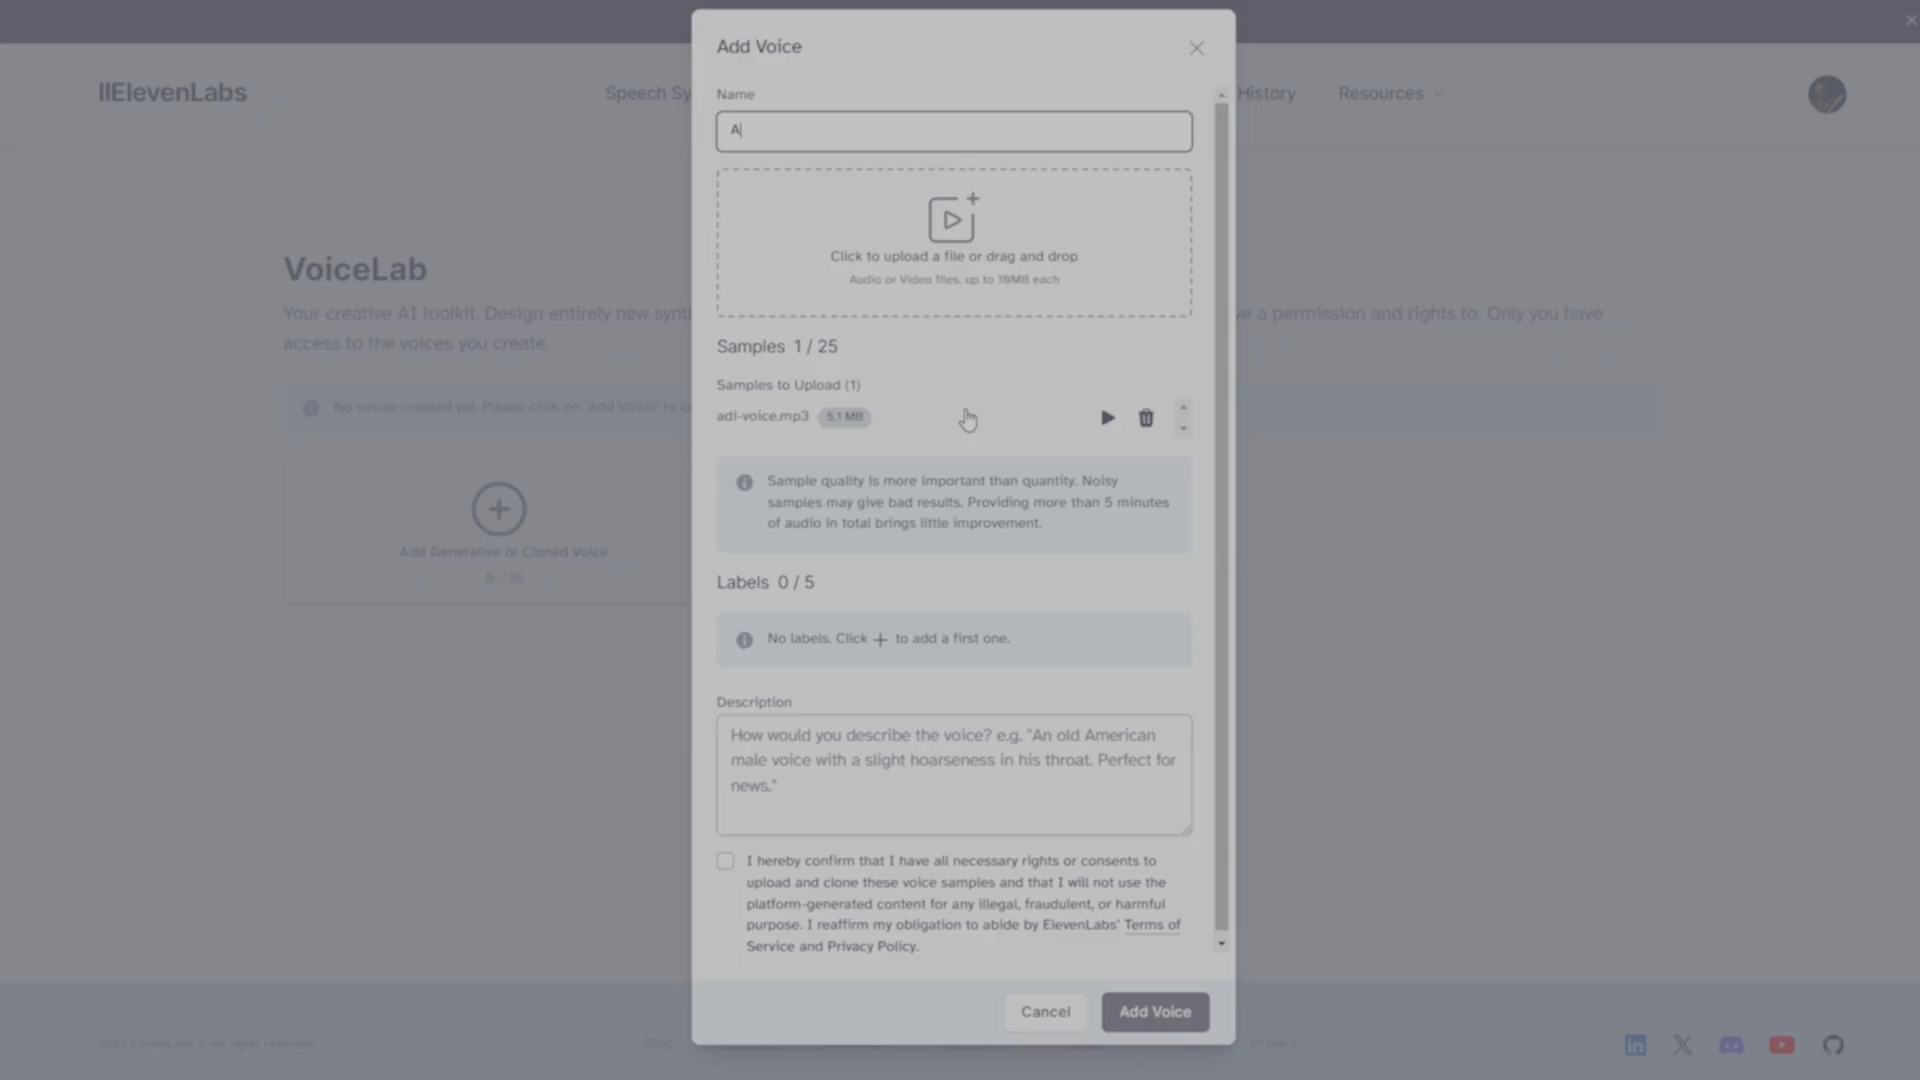 Add Voice
IIElevenLabs
Speech Sy
History
Resources
Name
A
Click to upload a file or drag and drop
Audio or Video files, up to 10MB each
VoiceLab
Your creative AI toolkit. Design entirely new synt
e a permission and rights to. Only you have
access to the voices you create.
Samples 1 / 25
Samples to Upload (1)
adi-voice.mp3 5.1 MB
No voices created yet. Please click on "Add Voice" to c
Sample quality is more important than quantity. Noisy
samples may give bad results. Providing more than 5 minutes
of audio in total brings little improvement.
Add Generative or Cloned Voice
Labels 0 / 5
No labels. Click + to add a first one.
Description
How would you describe the voice? e.g. "An old American
male voice with a slight hoarseness in his throat. Perfect for
news."
I hereby confirm that I have all necessary rights or consents to
upload and clone these voice samples and that I will not use the
platform-generated content for any illegal, fraudulent, or harmful
purpose. I reaffirm my obligation to abide by ElevenLabs' Terms of
Service and Privacy Policy.
Cancel
Add Voice
2023 ElevenLabs © All rights reserved.
Blog
Privacy